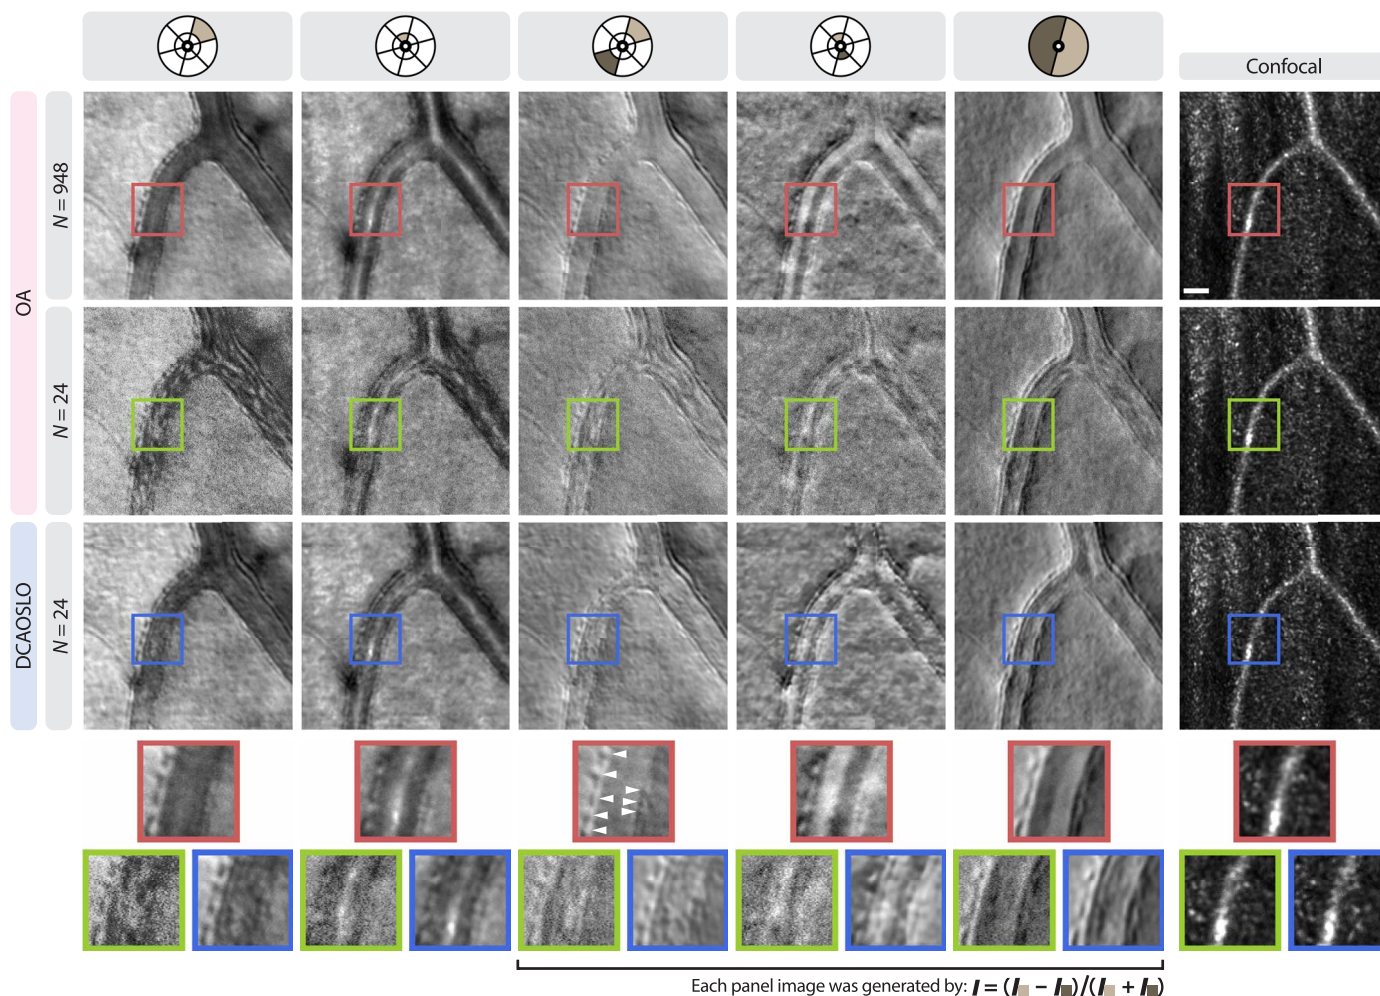 Confocal
OA
N = 948
N = 24
DCAOSLO
N = 24
Each panel image was generated by: I = (I − I)/(I + I)